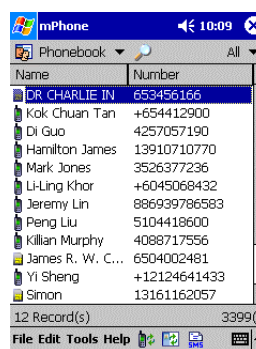 mPhone 10:09
Phonebook All
Name Number
DR CHARLIE IN 653456166
Kok Chuan Tan +654412900
Di Guo 4257057190
Hamilton James 13910710770
Mark Jones 3526377236
Li-Ling Khor +6045068432
Jeremy Lin 886939786583
Peng Liu 5104418600
Killian Murphy 4088717556
James R. W. C... 6504002481
Yi Sheng +12124641433
Simon 13161162057
12 Record(s) 3399(
File Edit Tools Help SMS